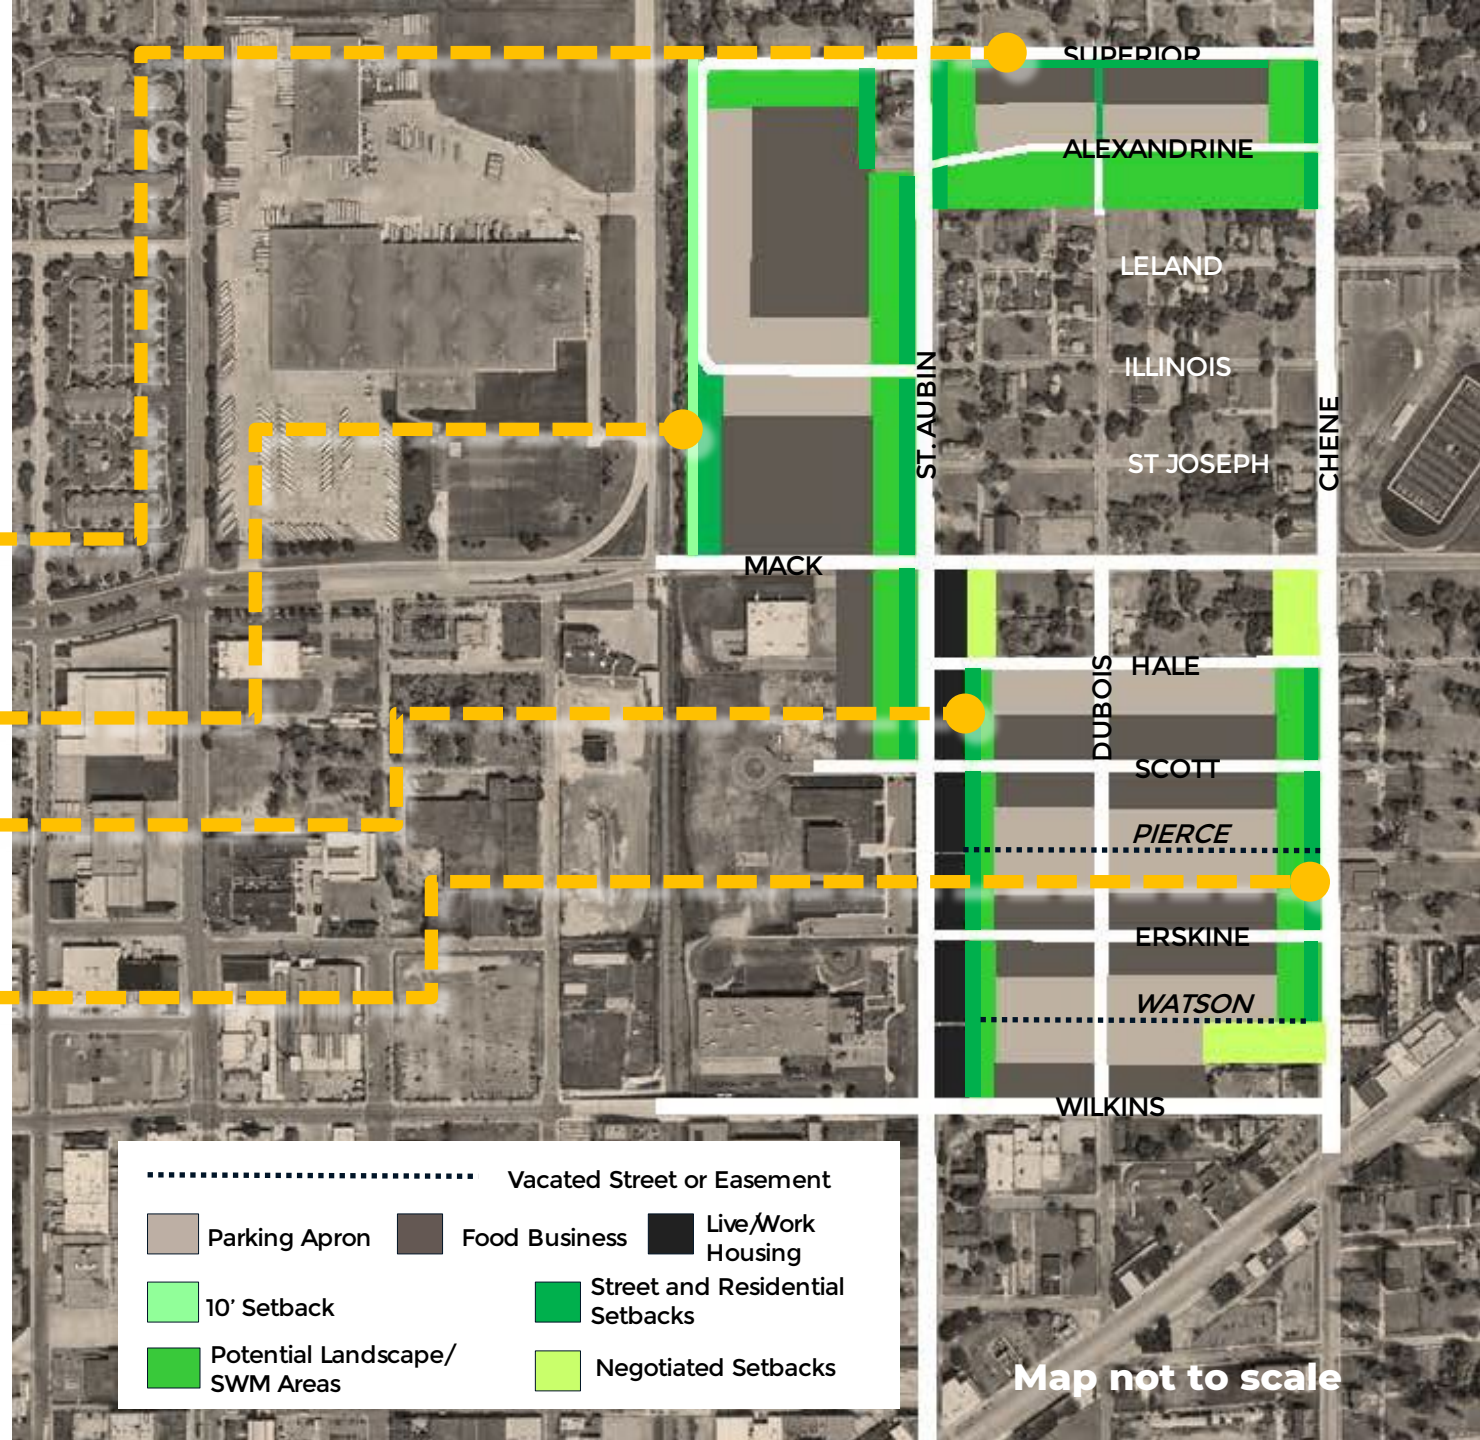 SUPERIOR
ALEXANDRINE
LELAND
ILLINOIS
ST. AUBIN
CHENE
ST JOSEPH
MACK
HALE
DUBOIS
SCOTT
PIERCE
ERSKINE
WATSON
WILKINS
Vacated Street or Easement
Parking Apron
Food Business
Live/Work
Housing
10’ Setback
Street and Residential
Setbacks
Potential Landscape/
SWM Areas
Negotiated Setbacks
Map not to scale